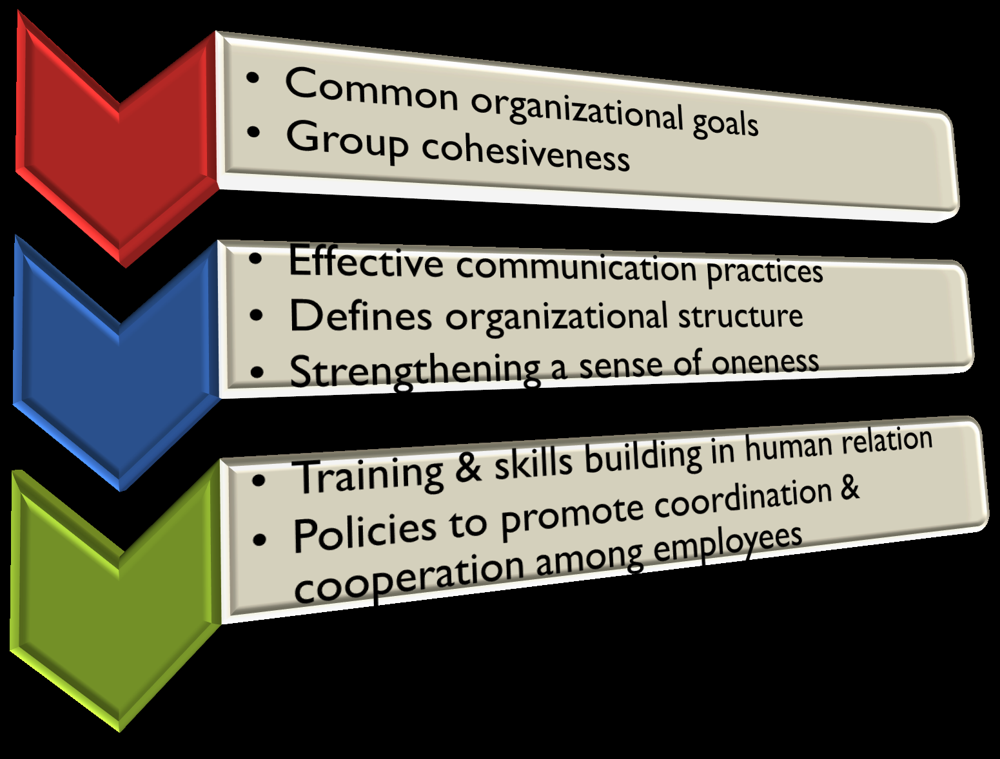 • Common organizational goals
• Group cohesiveness
• Effective communication practices
• Defines organizational structure
• Strengthening a sense of oneness
• Training & skills building in human relation
• Policies to promote coordination &
cooperation among employees